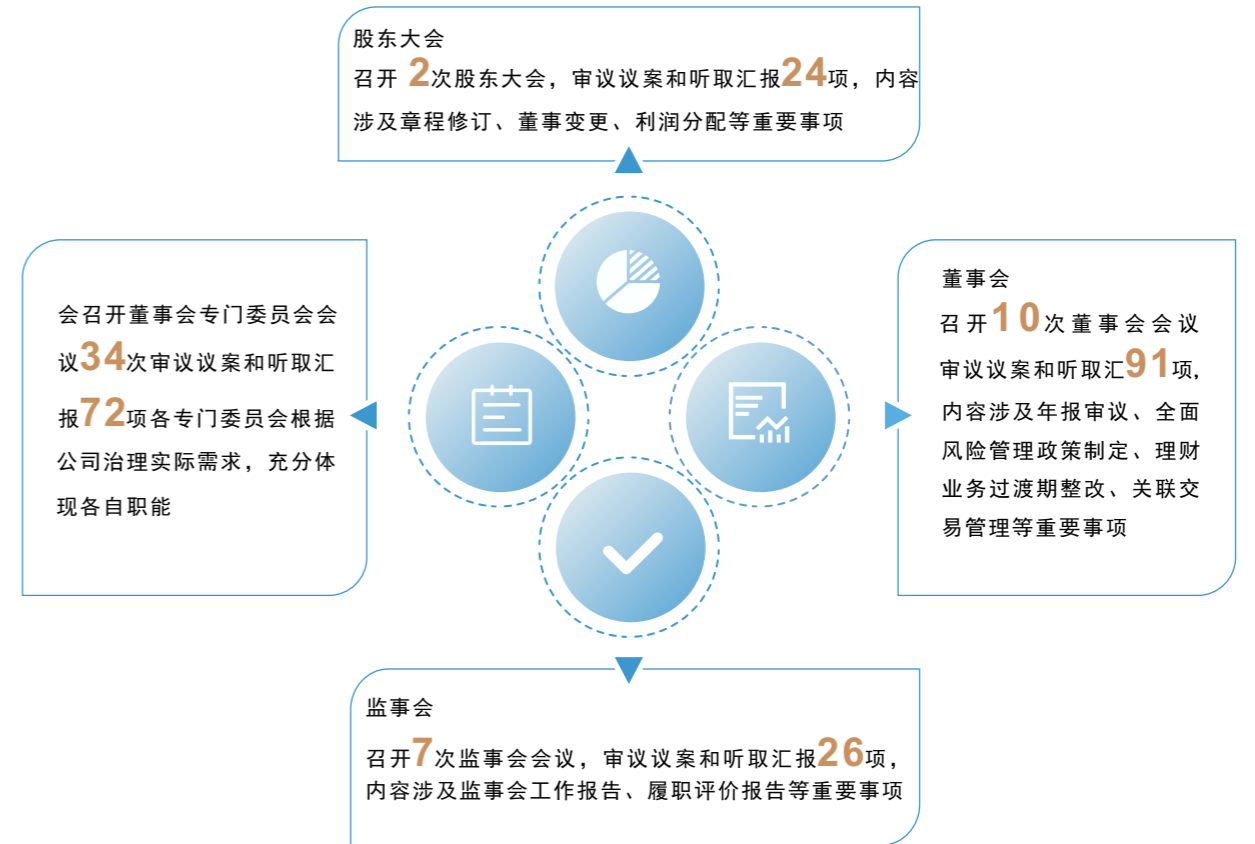 股东大会
召开 2次股东大会，审议议案和听取汇报24项，内容
涉及章程修订、董事变更、利润分配等重要事项
会召开董事会专门委员会会
议34次审议议案和听取汇
报72项各专门委员会根据
公司治理实际需求，充分体
现各自职能
董事会
召开10次董事会会议
审议议案和听取汇91项,
内容涉及年报审议、全面
风险管理政策制定、理财
业务过渡期整改、关联交
易管理等重要事项
监事会
召开7次监事会会议，审议议案和听取汇报26项，
内容涉及监事会工作报告、履职评价报告等重要事项